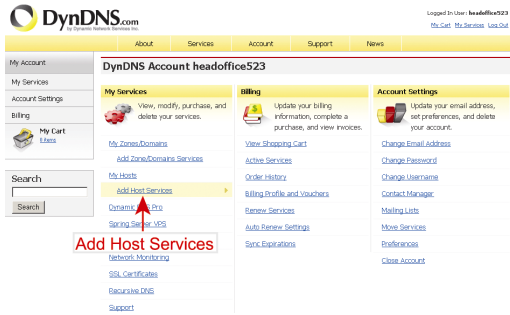 DynDNS.com
by Dynamic Network Services Inc.
Logged In User: headoffice523
My Cart My Services Log Out
About Services Account Support News
My Account
My Services
Account Settings
Billing
My Cart
0 items
Search
Search
DynDNS Account headoffice523
My Services
View, modify, purchase, and
delete your services.
My Zones/Domains
Add Zone/Domains Services
My Hosts
Add Host Services
Dynamic Pro
Spring Server VPS
Add Host Services
Network Monitoring
SSL Certificates
Recursive DNS
Support
Billing
Update your billing
information, complete a
purchase, and view invoices.
View Shopping Cart
Active Services
Order History
Billing Profile and Vouchers
Renew Services
Auto Renew Settings
Sync Expirations
Account Settings
Update your email address,
set preferences, and delete
your account.
Change Email Address
Change Password
Change Username
Contact Manager
Mailing Lists
Move Services
Preferences
Close Account